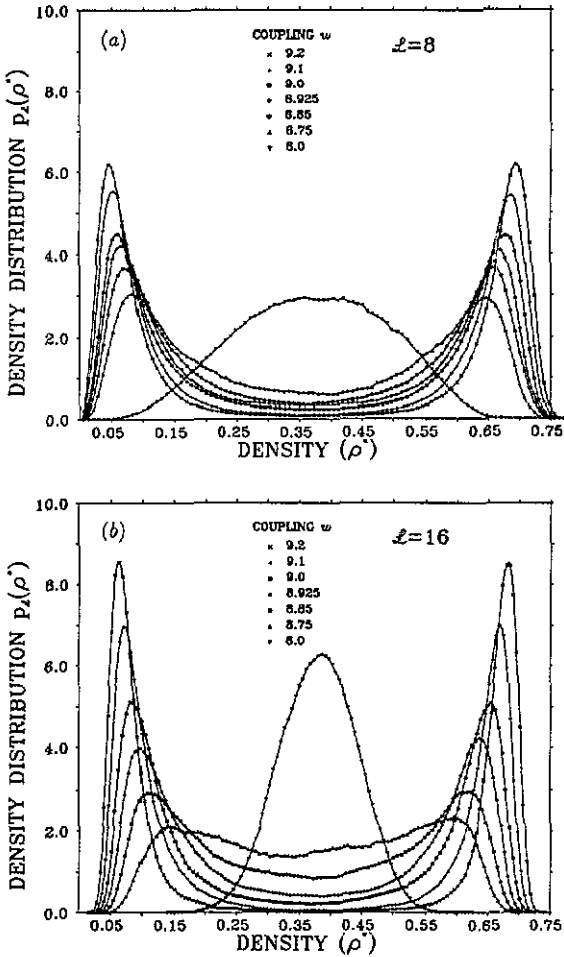 10.0
(a)
COUPLING w
ℒ=8
× 9.2
9.1
9.0
8.925
8.85
8.75
8.0
8.0
6.0
4.0
2.0
0.0
DENSITY DISTRIBUTION p_ℒ(ρ*)
0.05 0.15 0.25 0.35 0.45 0.55 0.65 0.75
DENSITY (ρ*)
10.0
(b)
COUPLING w
ℒ=16
× 9.2
9.1
9.0
8.925
8.85
8.75
8.0
8.0
6.0
4.0
2.0
0.0
DENSITY DISTRIBUTION p_ℒ(ρ*)
0.05 0.15 0.25 0.35 0.45 0.55 0.65 0.75
DENSITY (ρ*)